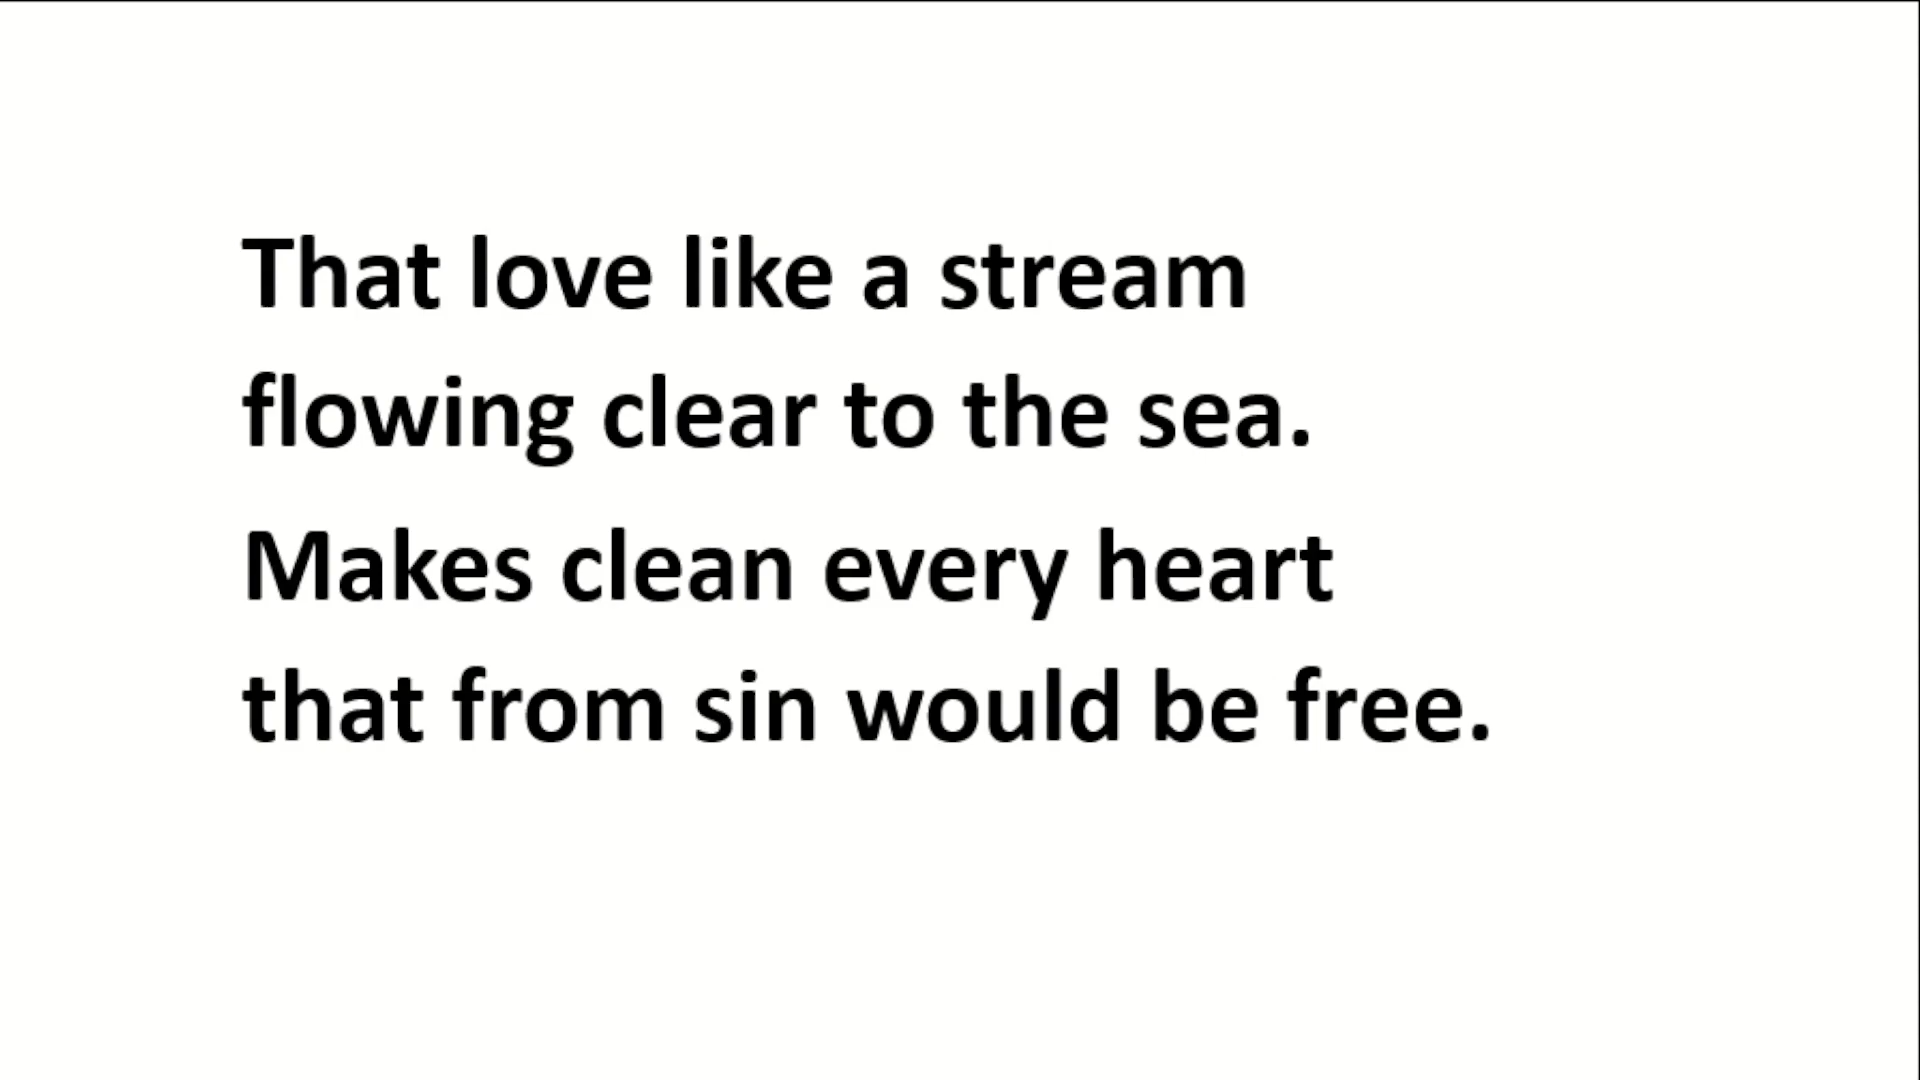 That love like a stream
flowing clear to the sea.
Makes clean every heart
that from sin would be free.